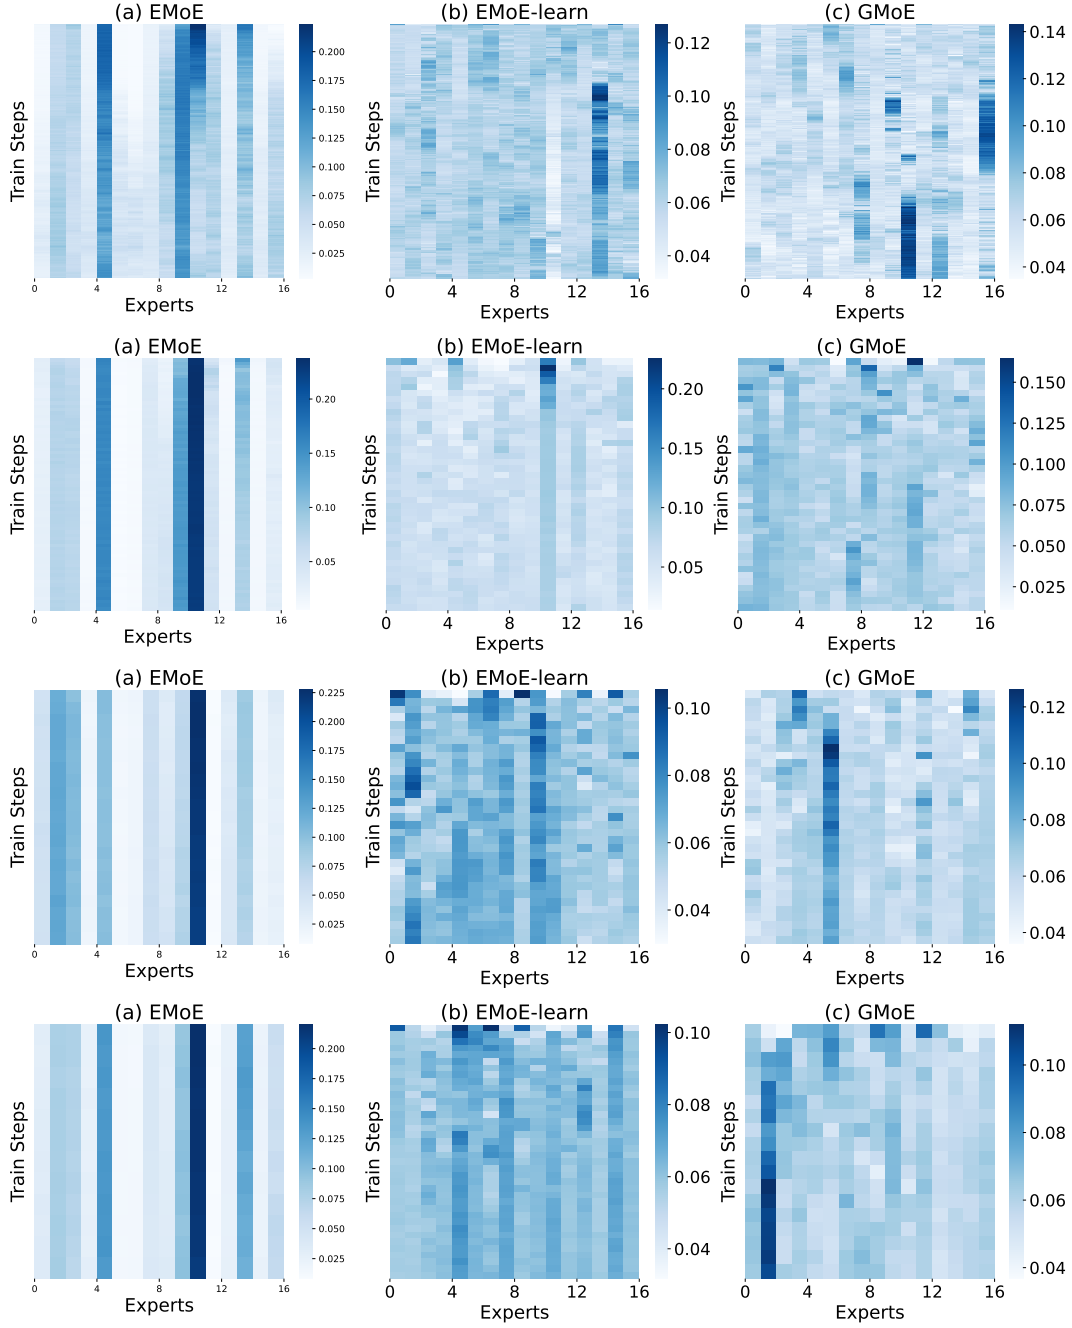 (a) EMoE
Train Steps
0 4 8 12 16
Experts
0.200
0.175
0.150
0.125
0.100
0.075
0.050
0.025
(b) EMoE-learn
Train Steps
0 4 8 12 16
Experts
0.12
0.10
0.08
0.06
0.04
(c) GMoE
Train Steps
0 4 8 12 16
Experts
0.14
0.12
0.10
0.08
0.06
0.04
(a) EMoE
Train Steps
0 4 8 12 16
Experts
0.20
0.15
0.10
0.05
(b) EMoE-learn
Train Steps
0 4 8 12 16
Experts
0.20
0.15
0.10
0.05
(c) GMoE
Train Steps
0 4 8 12 16
Experts
0.150
0.125
0.100
0.075
0.050
0.025
(a) EMoE
Train Steps
0 4 8 12 16
Experts
0.225
0.200
0.175
0.150
0.125
0.100
0.075
0.050
0.025
(b) EMoE-learn
Train Steps
0 4 8 12 16
Experts
0.10
0.08
0.06
0.04
(c) GMoE
Train Steps
0 4 8 12 16
Experts
0.12
0.10
0.08
0.06
0.04
(a) EMoE
Train Steps
0 4 8 12 16
Experts
0.200
0.175
0.150
0.125
0.100
0.075
0.050
0.025
(b) EMoE-learn
Train Steps
0 4 8 12 16
Experts
0.10
0.08
0.06
0.04
(c) GMoE
Train Steps
0 4 8 12 16
Experts
0.10
0.08
0.06
0.04